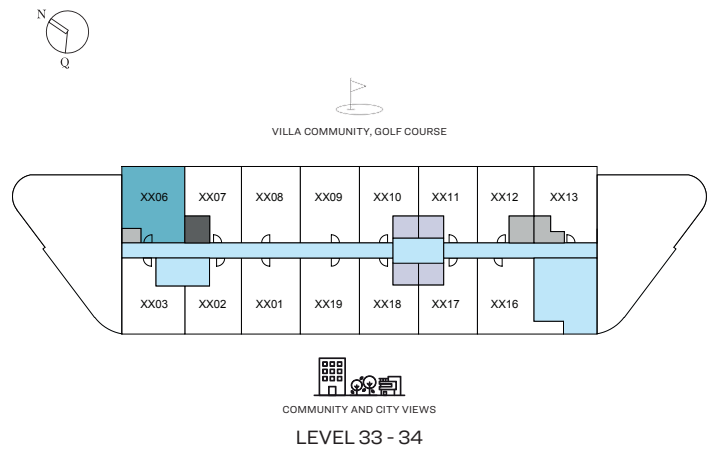 N
Q
VILLA COMMUNITY, GOLF COURSE
XX06 XX07 XX08 XX09 XX10 XX11 XX12 XX13
XX03 XX02 XX01 XX19 XX18 XX17 XX16
COMMUNITY AND CITY VIEWS
LEVEL 33 - 34